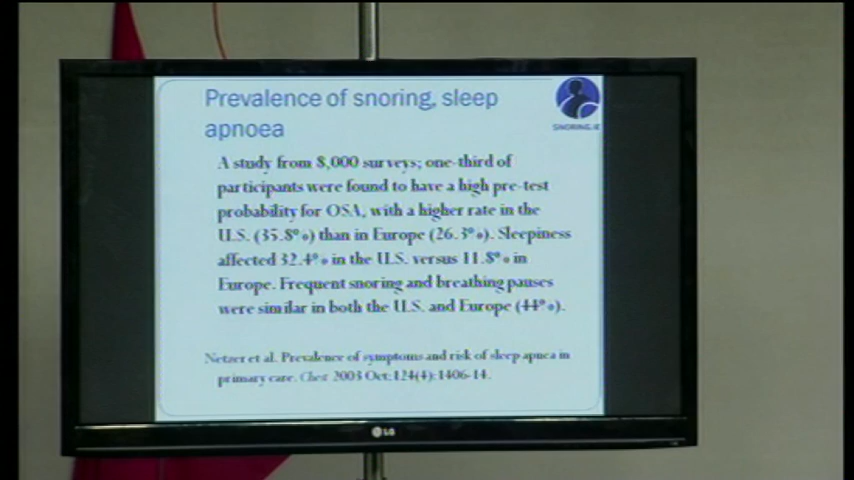 Prevalence of snoring, sleep
apnoea
SNORING.IE
A study from 8,000 surveys; one-third of
participants were found to have a high pre-test
probability for OSA, with a higher rate in the
U.S. (35.8%) than in Europe (26.3%). Sleepiness
affected 32.4% in the U.S. versus 11.8% in
Europe. Frequent snoring and breathing pauses
were similar in both the U.S. and Europe (44%).
Netzer et al. Prevalence of symptoms and risk of sleep apnea in
primary care. Chest 2003 Oct;124(4):1406-14.
LG